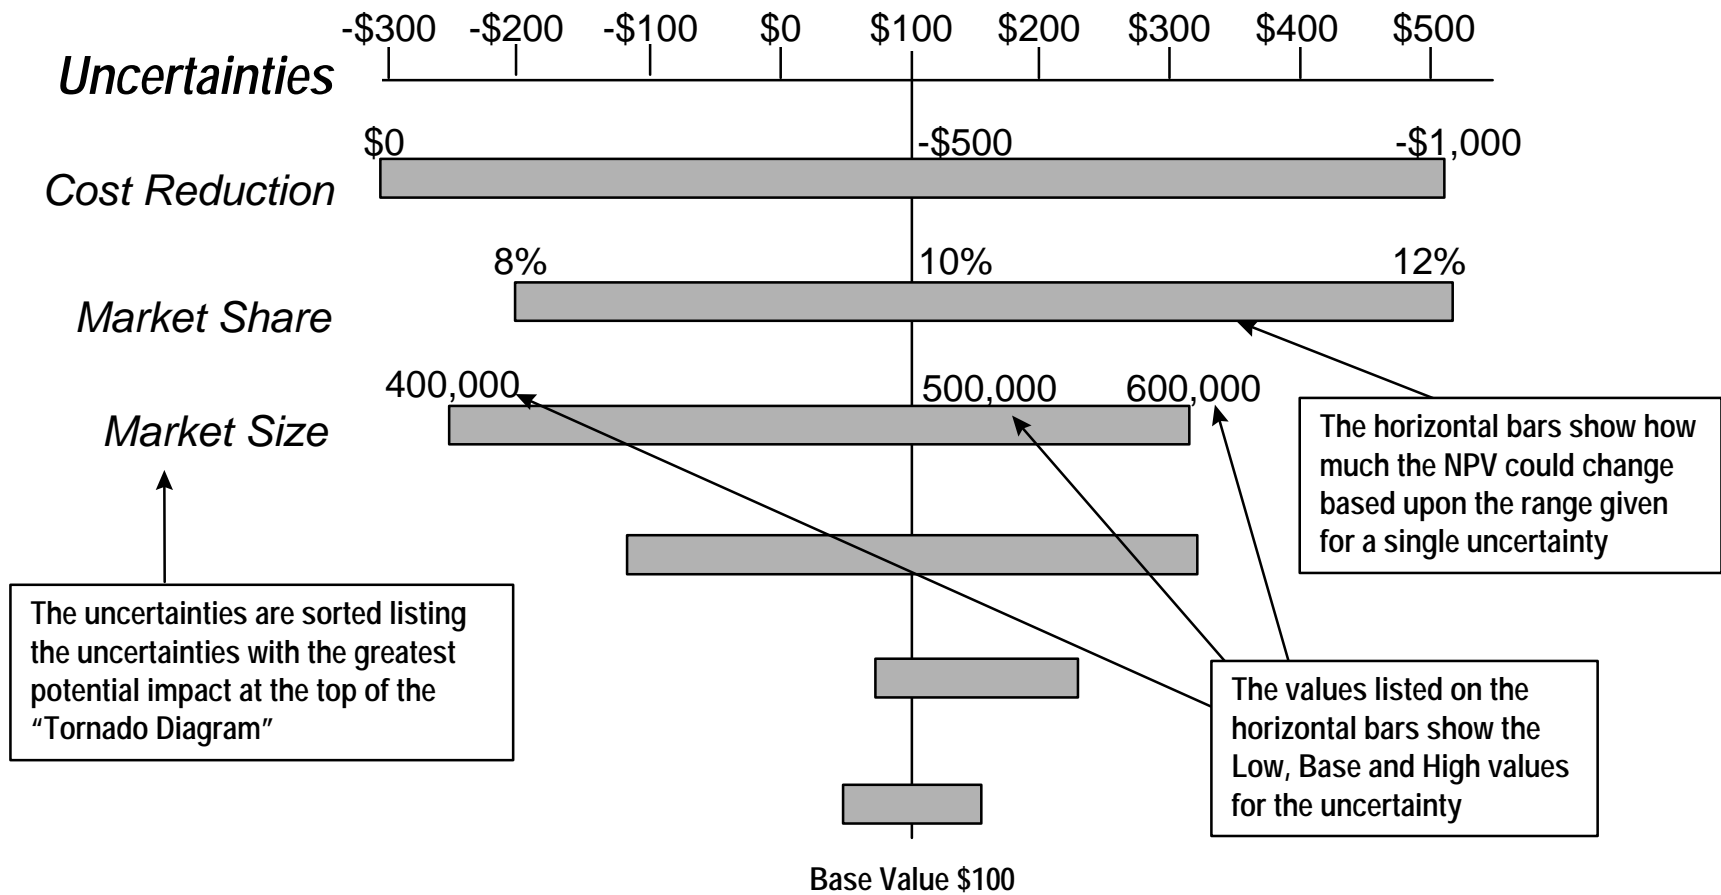 -$300 -$200 -$100 $0 $100 $200 $300 $400 $500
Uncertainties
$0 -$500 -$1,000
Cost Reduction
8% 10% 12%
Market Share
400,000 500,000 600,000
Market Size
The horizontal bars show how
much the NPV could change
based upon the range given
for a single uncertainty
The uncertainties are sorted listing
the uncertainties with the greatest
potential impact at the top of the
“Tornado Diagram”
The values listed on the
horizontal bars show the
Low, Base and High values
for the uncertainty
Base Value $100